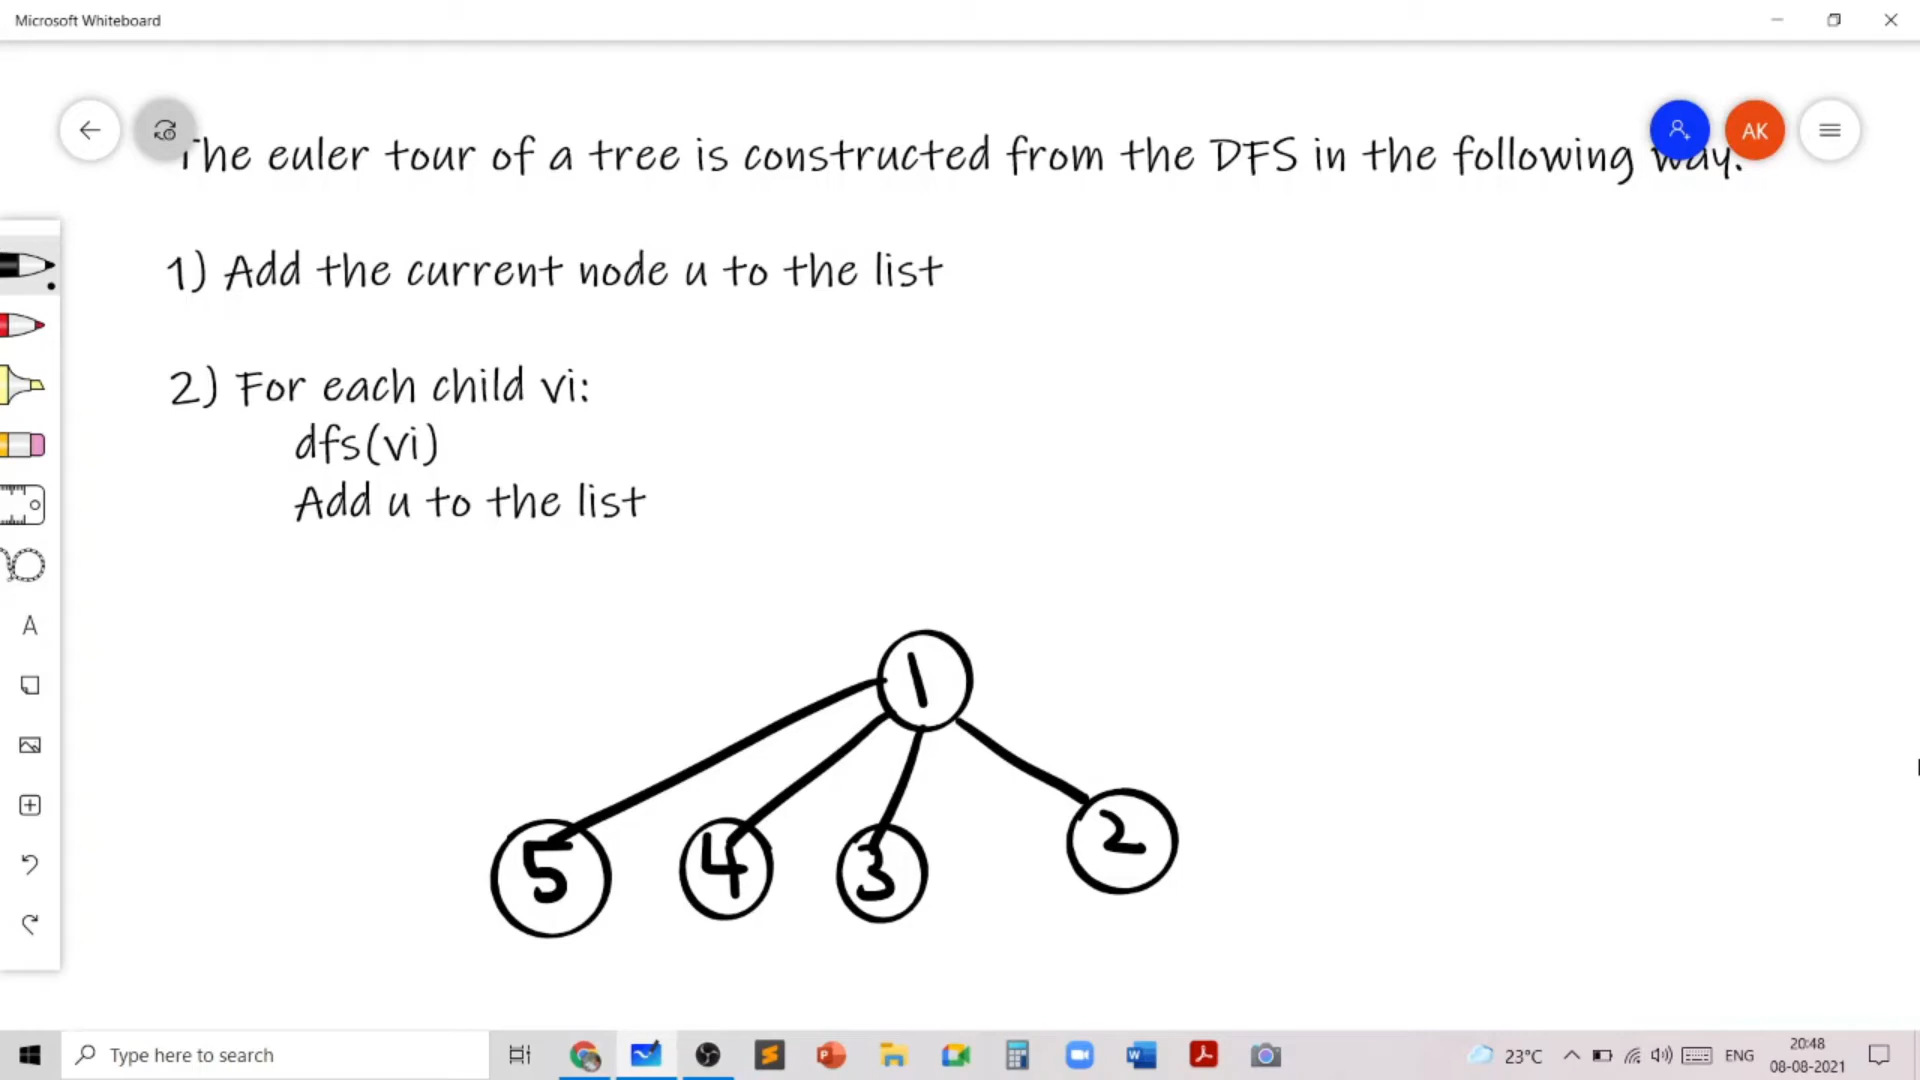 Microsoft Whiteboard
The euler tour of a tree is constructed from the DFS in the following way:
AK
1) Add the current node u to the list
2) For each child vi:
dfs(vi)
Add u to the list
A
1
5 4 3 2
Type here to search
23°C
ENG
20:48
08-08-2021